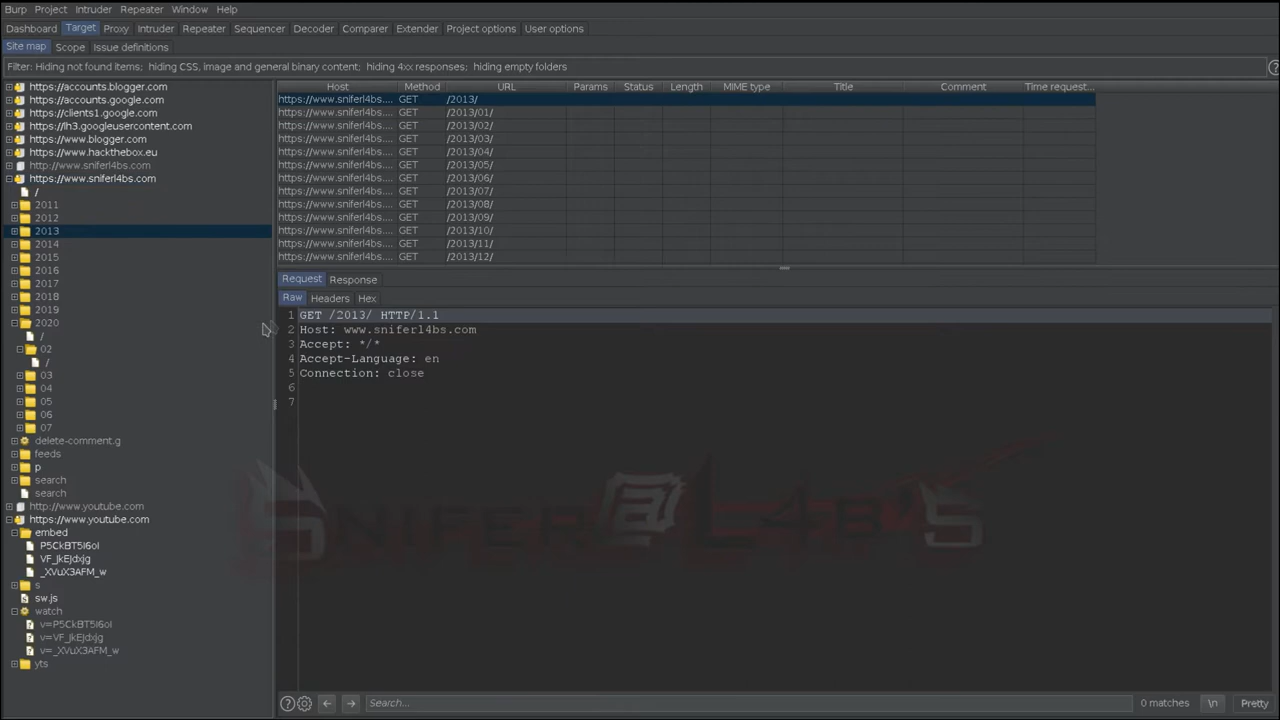 Burp Project Intruder Repeater Window Help
Dashboard Target Proxy Intruder Repeater Sequencer Decoder Comparer Extender Project options User options
Site map Scope Issue definitions
Filter: Hiding not found items; hiding CSS, image and general binary content; hiding 4xx responses; hiding empty folders
https://accounts.blogger.com
https://accounts.google.com
https://clients1.google.com
https://lh3.googleusercontent.com
https://www.blogger.com
https://www.hackthebox.eu
http://www.sniferl4bs.com
https://www.sniferl4bs.com
/
2011
2012
2013
2014
2015
2016
2017
2018
2019
2020
/
02
/
03
04
05
06
07
delete-comment.g
feeds
p
search
search
http://www.youtube.com
https://www.youtube.com
embed
P5CkBT5I6oI
VF_jkEJdxjg
_XVuX3AFM_w
s
sw.js
watch
v=P5CkBT5I6oI
v=VF_jkEJdxjg
v=_XVuX3AFM_w
yts
Host Method URL Params Status Length MIME type Title Comment Time request...
https://www.sniferl4bs.... GET /2013/
https://www.sniferl4bs.... GET /2013/01/
https://www.sniferl4bs.... GET /2013/02/
https://www.sniferl4bs.... GET /2013/03/
https://www.sniferl4bs.... GET /2013/04/
https://www.sniferl4bs.... GET /2013/05/
https://www.sniferl4bs.... GET /2013/06/
https://www.sniferl4bs.... GET /2013/07/
https://www.sniferl4bs.... GET /2013/08/
https://www.sniferl4bs.... GET /2013/09/
https://www.sniferl4bs.... GET /2013/10/
https://www.sniferl4bs.... GET /2013/11/
https://www.sniferl4bs.... GET /2013/12/
Request Response
Raw Headers Hex
1 GET /2013/ HTTP/1.1
2 Host: www.sniferl4bs.com
3 Accept: */*
4 Accept-Language: en
5 Connection: close
6
7
SNIFER@L4B'S
Search... 0 matches \n Pretty